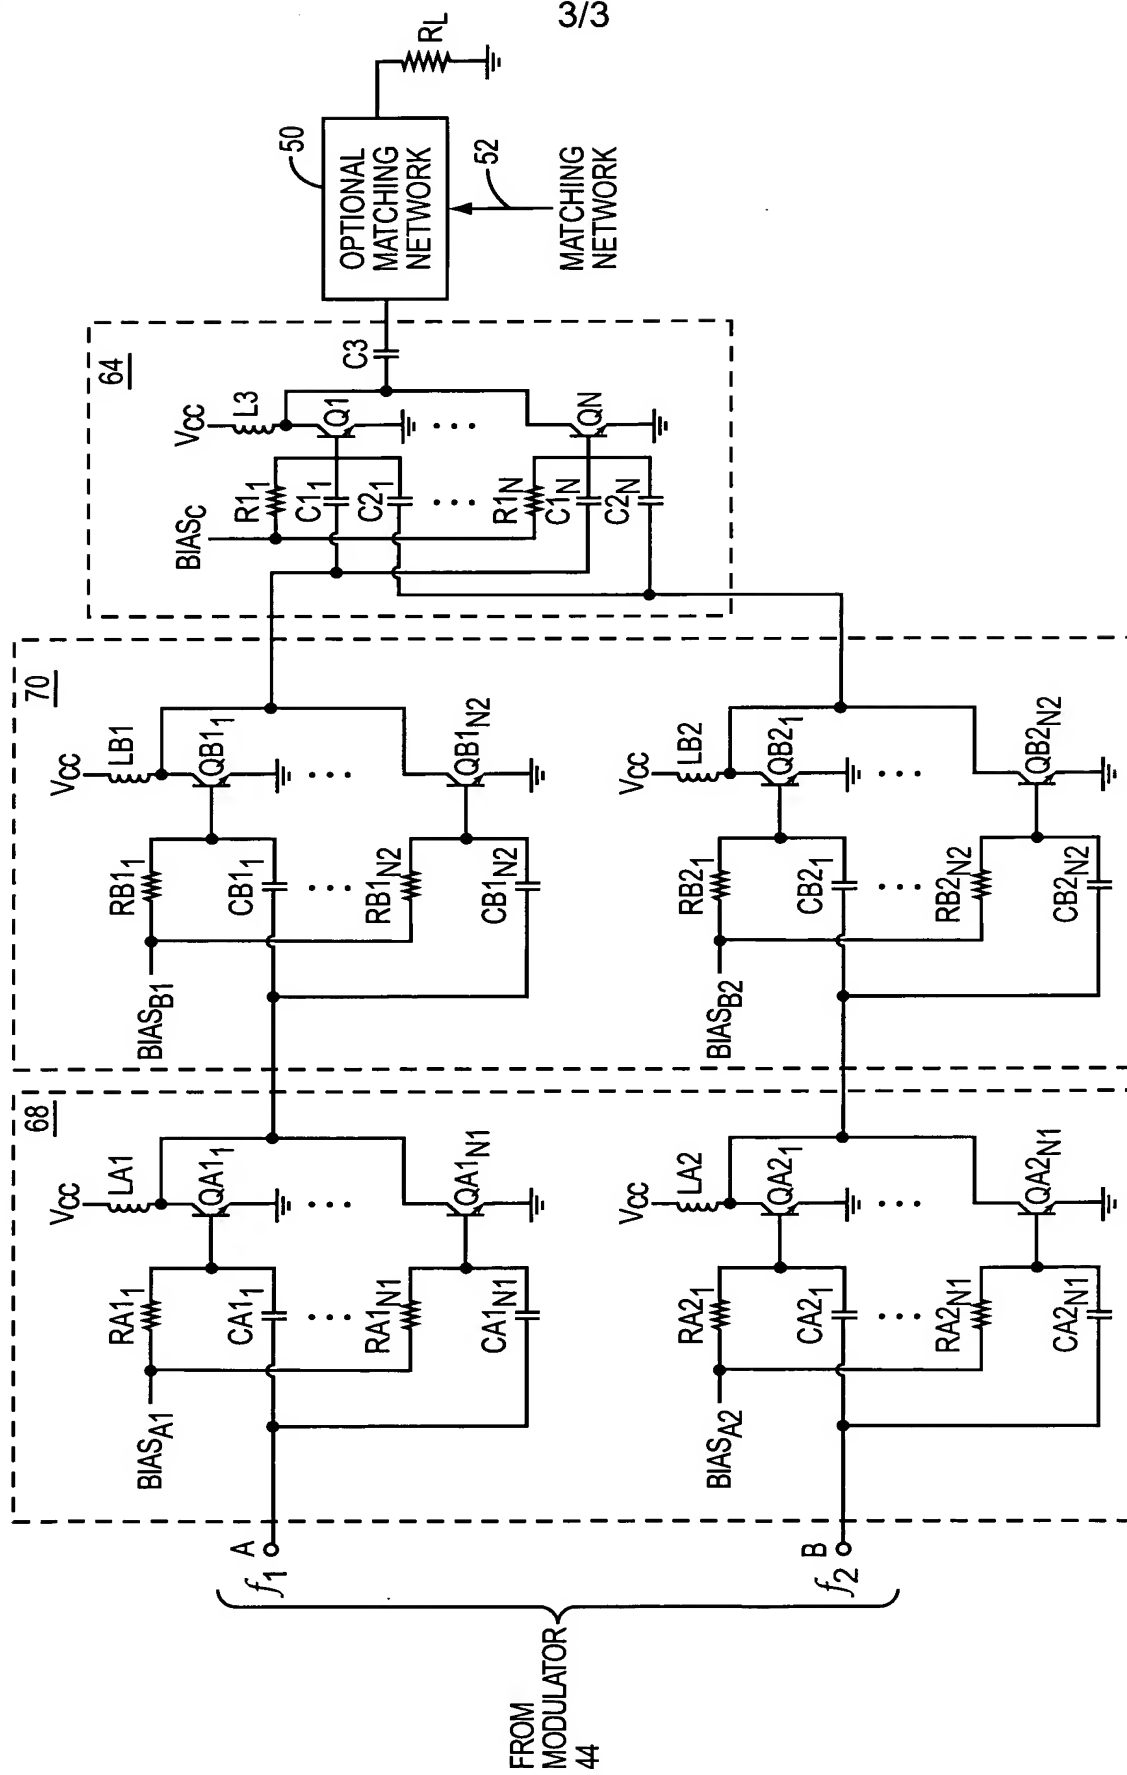 3/3
FROM
MODULATOR
44
f1
A
f2
B
68
BIASA1
RA11
CA11
RA1N1
CA1N1
VCC
LA1
QA11
QA1N1
BIASA2
RA21
CA21
RA2N1
CA2N1
VCC
LA2
QA21
QA2N1
70
BIASB1
RB11
CB11
RB1N2
CB1N2
VCC
LB1
QB11
QB1N2
BIASB2
RB21
CB21
RB2N2
CB2N2
VCC
LB2
QB21
QB2N2
64
BIASC
R11
C11
C21
R1N
C1N
C2N
VCC
L3
Q1
QN
C3
50
OPTIONAL
MATCHING
NETWORK
52
MATCHING
NETWORK
RL